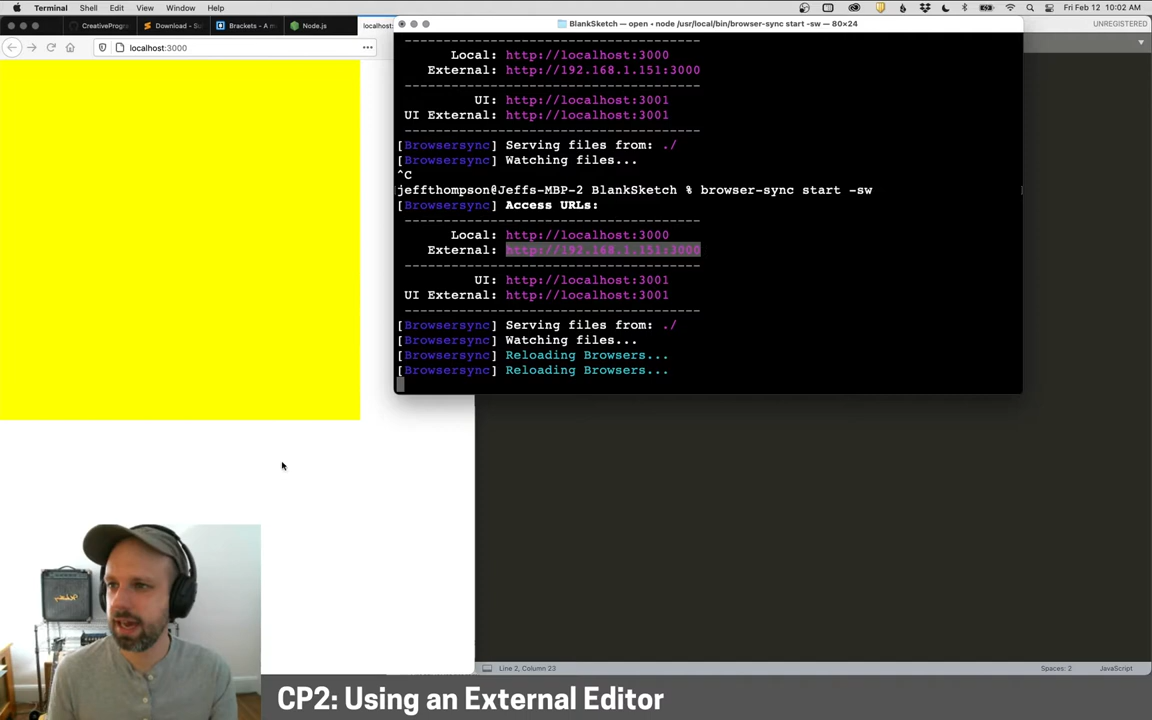 Terminal Shell Edit View Window Help Fri Feb 12 10:02 AM
CreativeProgr Download - Su Brackets - A m Node.js localhost:
BlankSketch — open • node /usr/local/bin/browser-sync start -sw — 80×24
UNREGISTERED
localhost:3000
--------------------------------------
Local: http://localhost:3000
External: http://192.168.1.151:3000
--------------------------------------
UI: http://localhost:3001
UI External: http://localhost:3001
--------------------------------------
[Browsersync] Serving files from: ./
[Browsersync] Watching files...
^C
jeffthompson@Jeffs-MBP-2 BlankSketch % browser-sync start -sw
[Browsersync] Access URLs:
--------------------------------------
Local: http://localhost:3000
External: http://192.168.1.151:3000
--------------------------------------
UI: http://localhost:3001
UI External: http://localhost:3001
--------------------------------------
[Browsersync] Serving files from: ./
[Browsersync] Watching files...
[Browsersync] Reloading Browsers...
[Browsersync] Reloading Browsers...
Line 2, Column 23 Spaces: 2 JavaScript
CP2: Using an External Editor